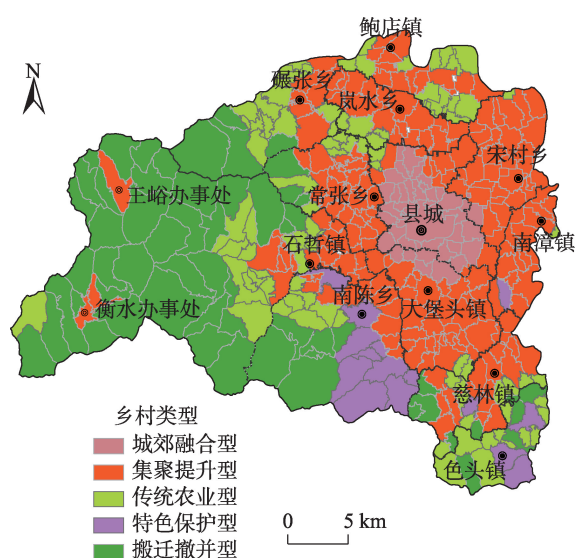 鲍店镇
N
碾张乡
岚水乡
宋村乡
王峪办事处
常张乡
县城
南漳镇
石哲镇
衡水办事处
南陈乡
大堡头镇
慈林镇
色头镇
乡村类型
城郊融合型
集聚提升型
传统农业型
特色保护型
搬迁撤并型
0 5 km